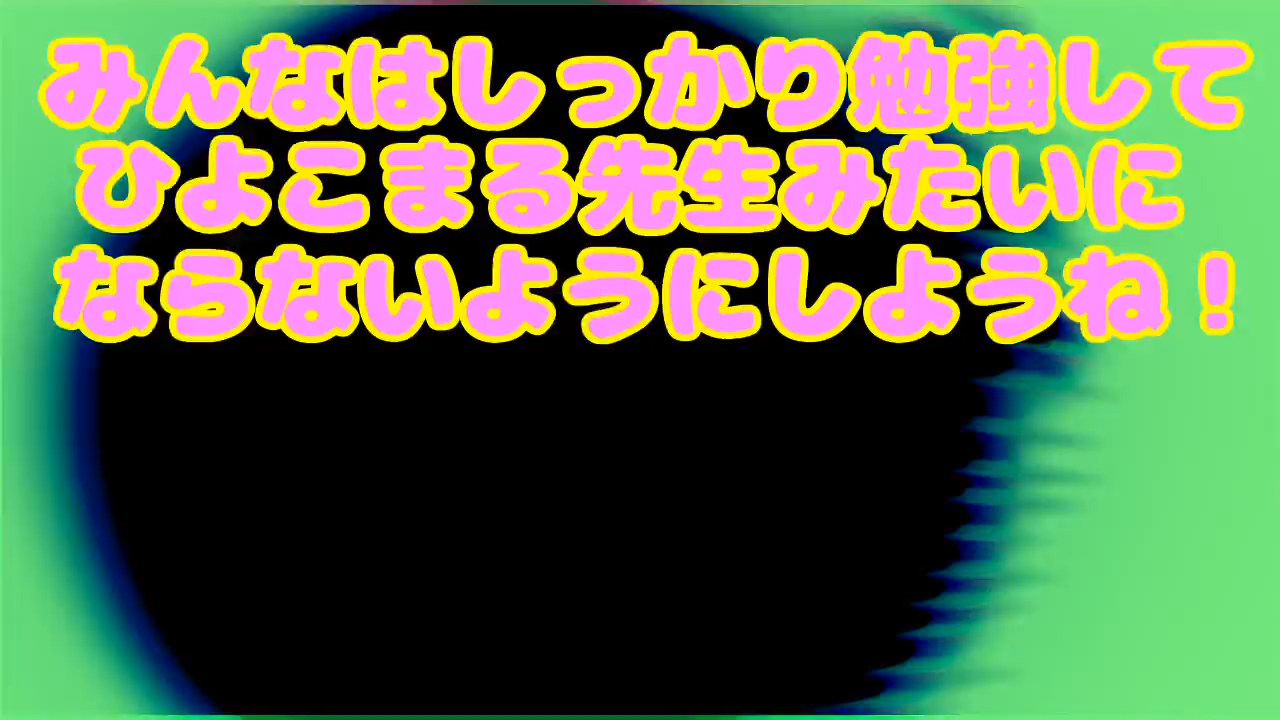 みんなはしっかり勉強して
ひよこまる先生みたいに
ならないようにしようね！